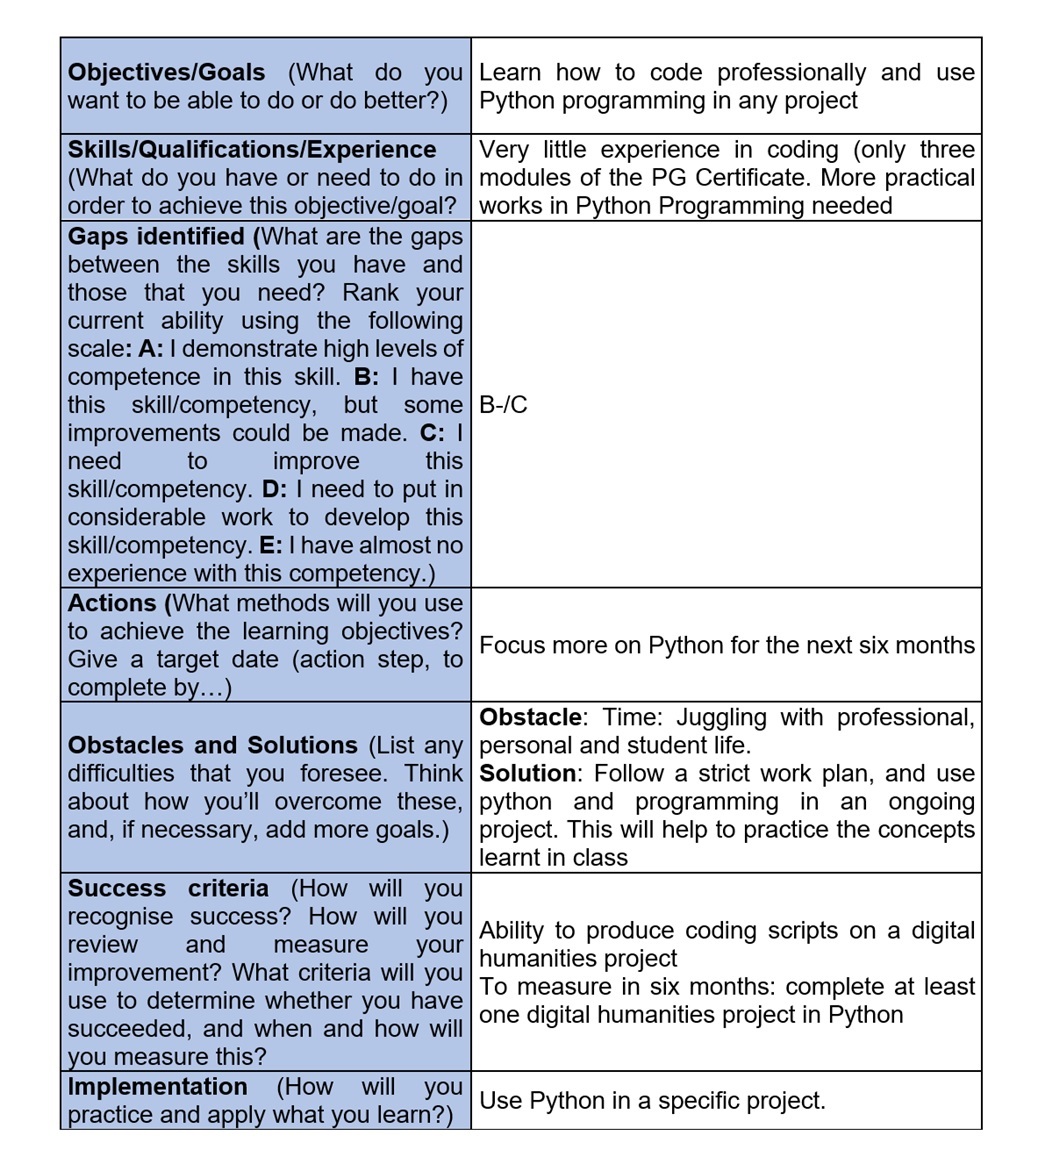 Objectives/Goals (What do you
want to be able to do or do better?)
Learn how to code professionally and use
Python programming in any project
Skills/Qualifications/Experience
(What do you have or need to do in
order to achieve this objective/goal?
Very little experience in coding (only three
modules of the PG Certificate. More practical
works in Python Programming needed
Gaps identified (What are the gaps
between the skills you have and
those that you need? Rank your
current ability using the following
scale: A: I demonstrate high levels of
competence in this skill. B: I have
this skill/competency, but some
improvements could be made. C: I
need to improve this
skill/competency. D: I need to put in
considerable work to develop this
skill/competency. E: I have almost no
experience with this competency.)
B-/C
Actions (What methods will you use
to achieve the learning objectives?
Give a target date (action step, to
complete by…)
Focus more on Python for the next six months
Obstacles and Solutions (List any
difficulties that you foresee. Think
about how you’ll overcome these,
and, if necessary, add more goals.)
Obstacle: Time: Juggling with professional,
personal and student life.
Solution: Follow a strict work plan, and use
python and programming in an ongoing
project. This will help to practice the concepts
learnt in class
Success criteria (How will you
recognise success? How will you
review and measure your
improvement? What criteria will you
use to determine whether you have
succeeded, and when and how will
you measure this?
Ability to produce coding scripts on a digital
humanities project
To measure in six months: complete at least
one digital humanities project in Python
Implementation (How will you
practice and apply what you learn?)
Use Python in a specific project.